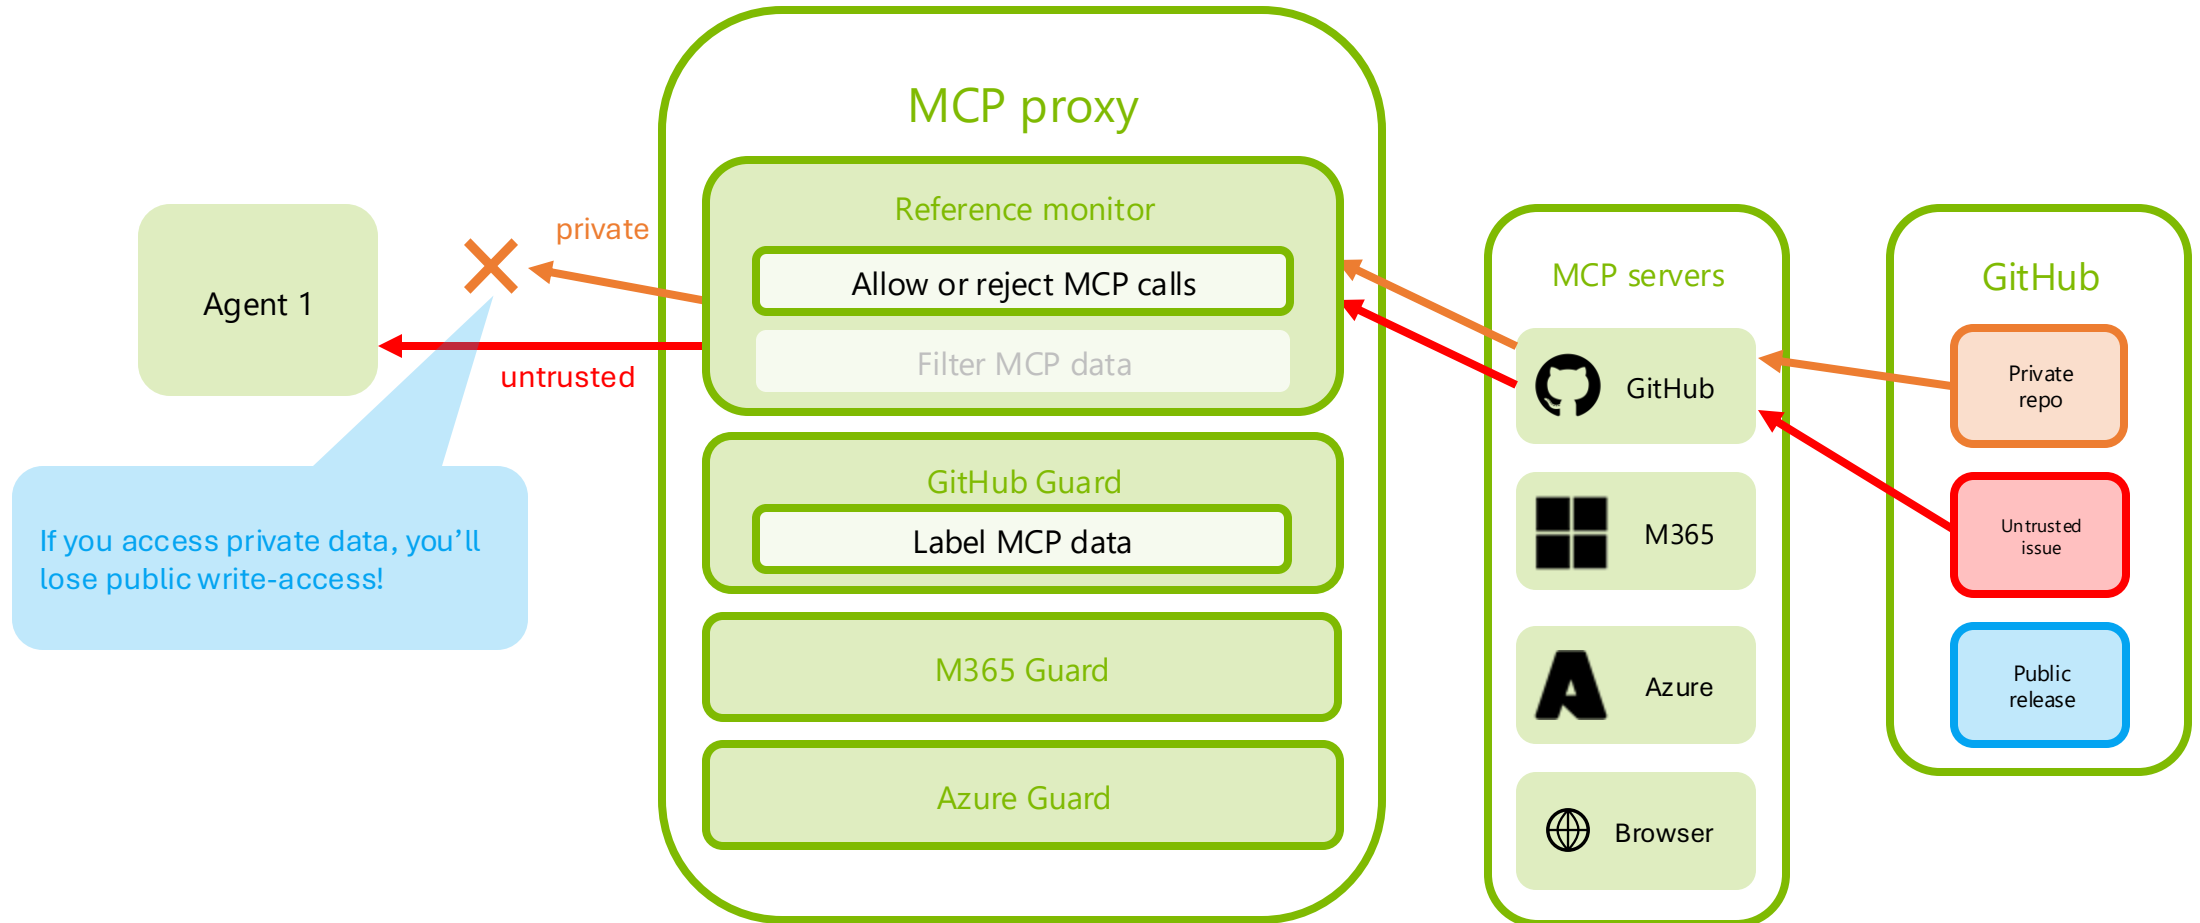 MCP proxy
Reference monitor
private
Allow or reject MCP calls
MCP servers
GitHub
Agent 1
Filter MCP data
untrusted
GitHub
Private
repo
GitHub Guard
Label MCP data
If you access private data, you’ll
lose public write-access!
M365
Untrusted
issue
M365 Guard
Azure
Public
release
Azure Guard
Browser